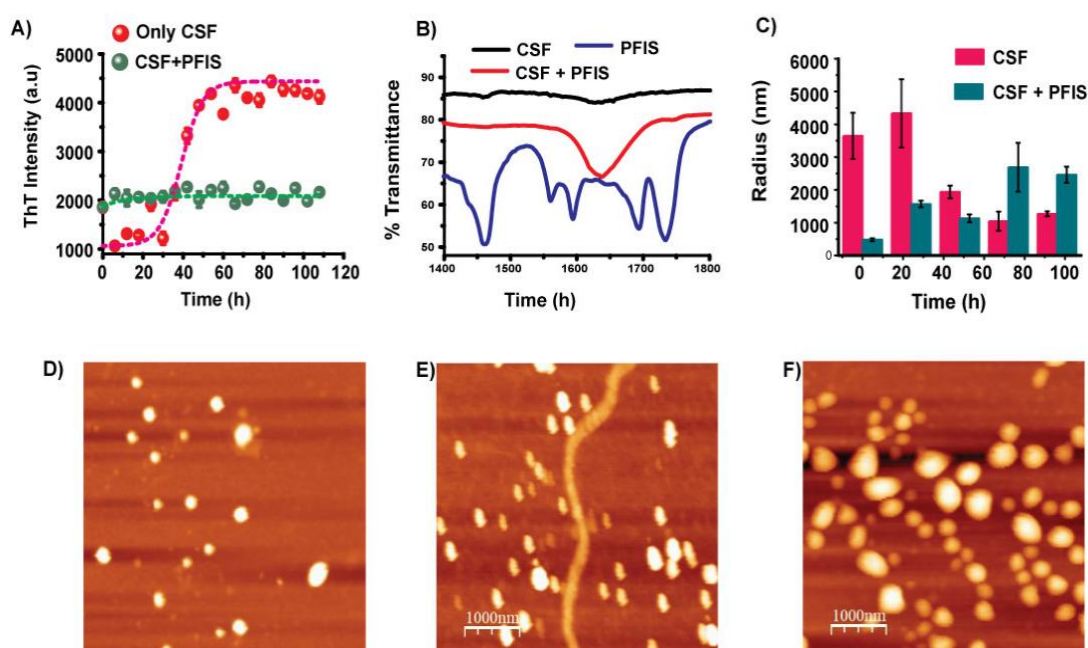 A)
Only CSF
CSF+PFIS
5000
4000
3000
2000
1000
ThT Intensity (a.u)
0 20 40 60 80 100 120
Time (h)
B)
CSF PFIS
CSF + PFIS
90
80
70
60
50
% Transmittance
1400 1500 1600 1700 1800
Time (h)
C)
CSF
CSF + PFIS
6000
5000
4000
3000
2000
1000
0
Radius (nm)
0 20 40 60 80 100
Time (h)
D)
E)
1000nm
F)
1000nm